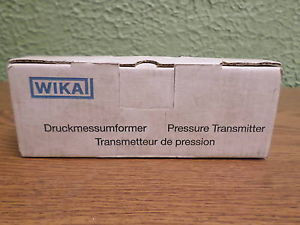 WIKA
Druckmessumformer Pressure Transmitter
Transmetteur de pression